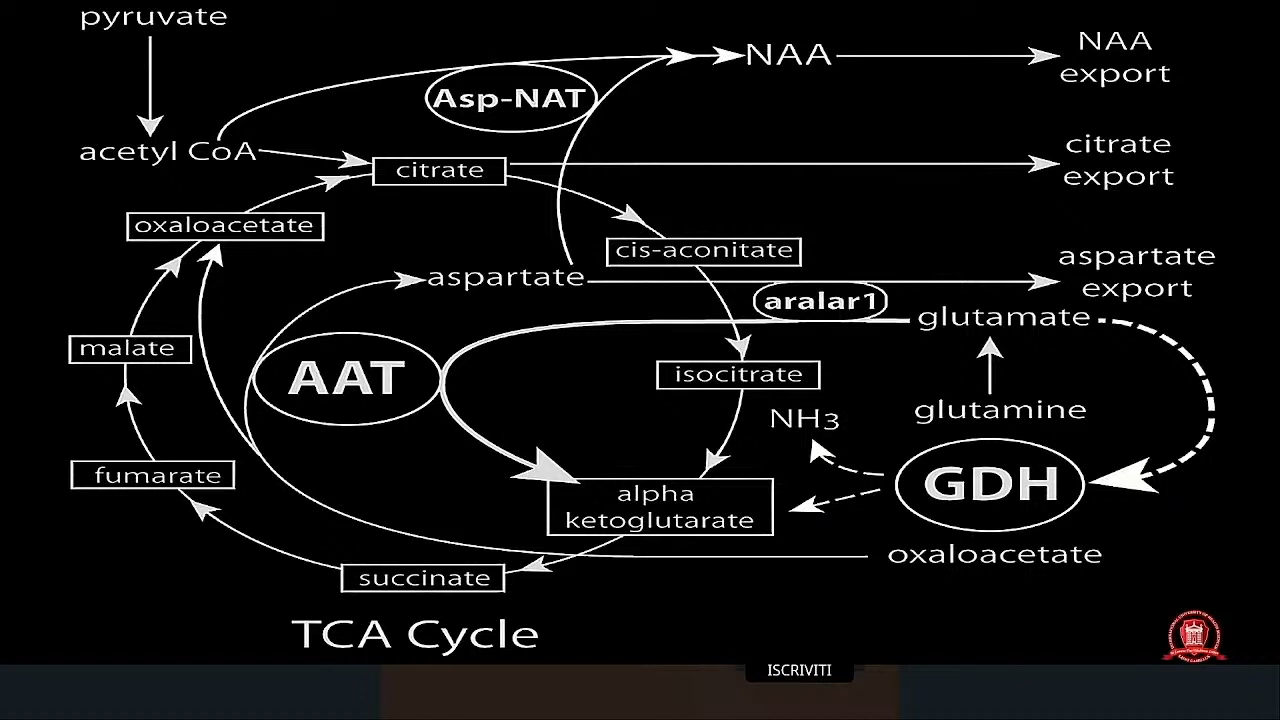 pyruvate
NAA
NAA
export
Asp-NAT
acetyl CoA
citrate
citrate
export
oxaloacetate
cis-aconitate
aspartate
aspartate
export
aralar1
glutamate
malate
AAT
isocitrate
NH3
glutamine
fumarate
GDH
alpha
ketoglutarate
oxaloacetate
succinate
TCA Cycle
ISCRIVITI